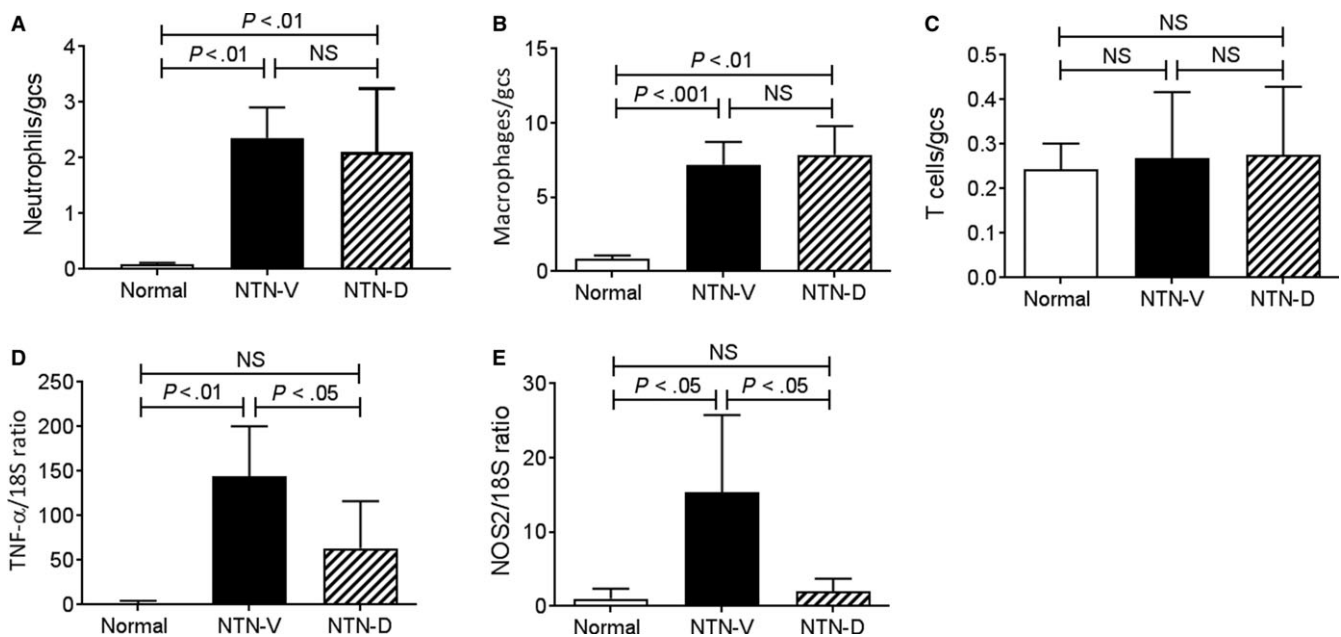 A
P < .01
P < .01
NS
Neutrophils/gcs
4
3
2
1
0
Normal
NTN-V
NTN-D
B
P < .01
P < .001
NS
Macrophages/gcs
15
10
5
0
Normal
NTN-V
NTN-D
C
NS
NS
NS
T cells/gcs
0.5
0.4
0.3
0.2
0.1
0.0
Normal
NTN-V
NTN-D
D
NS
P < .01
P < .05
TNF-α/18S ratio
250
200
150
100
50
0
Normal
NTN-V
NTN-D
E
NS
P < .05
P < .05
NOS2/18S ratio
30
20
10
0
Normal
NTN-V
NTN-D